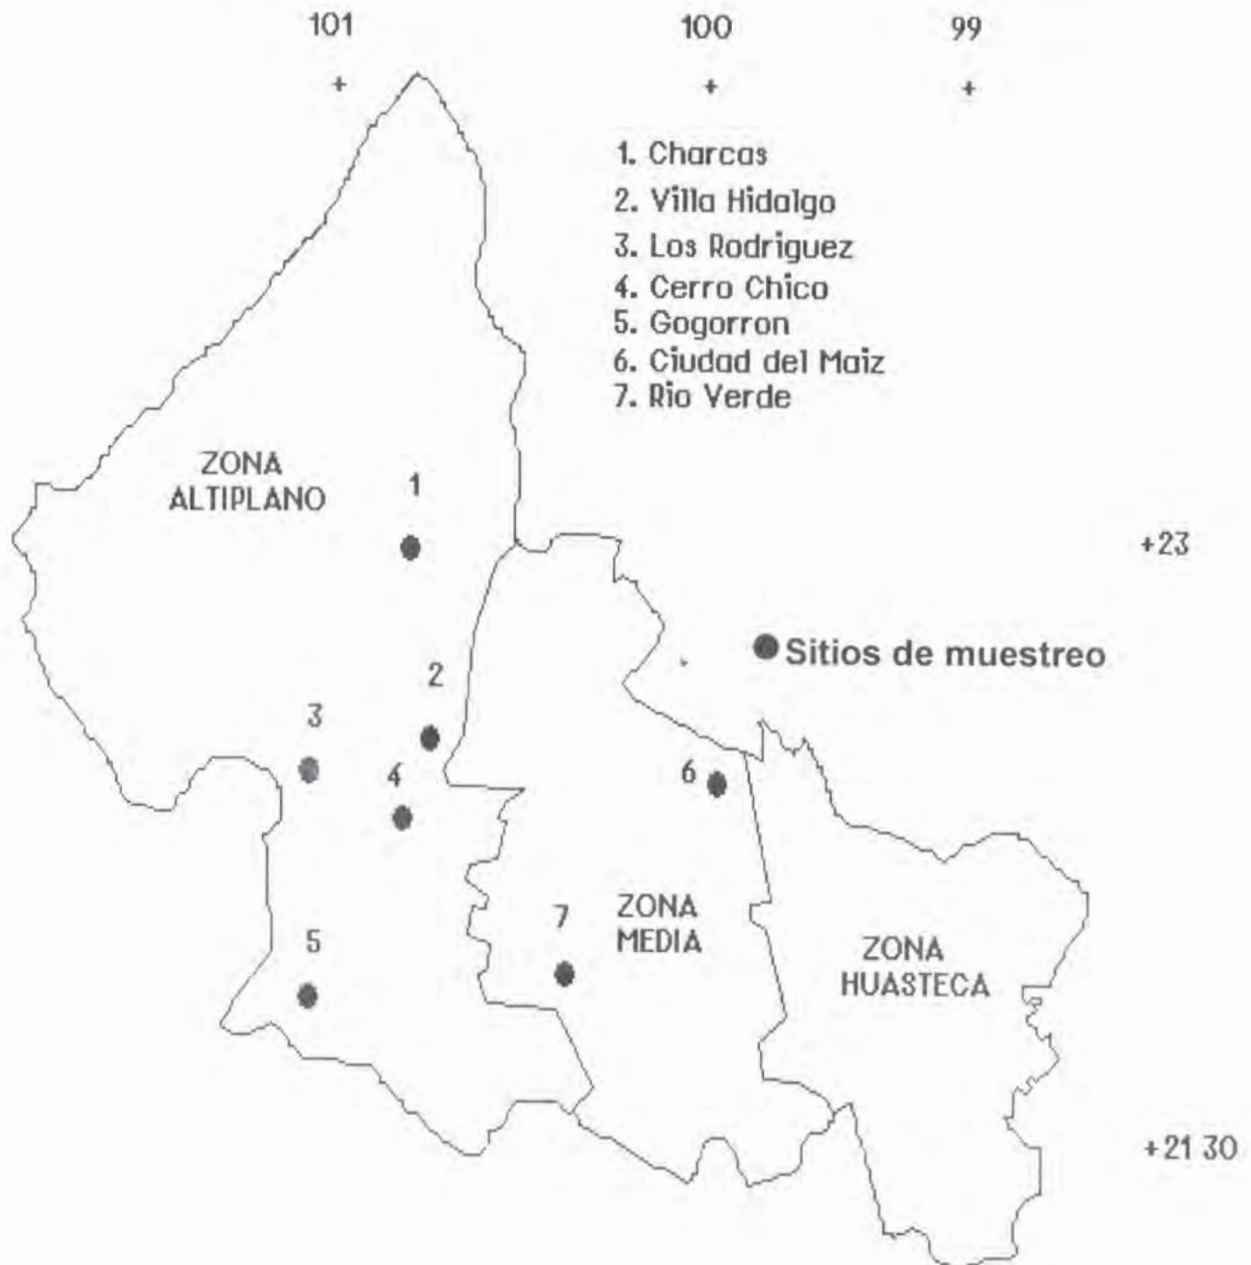 101 100 99
+ + +
1. Charcas
2. Villa Hidalgo
3. Los Rodriguez
4. Cerro Chico
5. Gogorron
6. Ciudad del Maiz
7. Rio Verde
ZONA
ALTIPLANO
1
+23
Sitios de muestreo
2
3
4
6
ZONA
MEDIA
7
ZONA
HUASTECA
5
+21 30